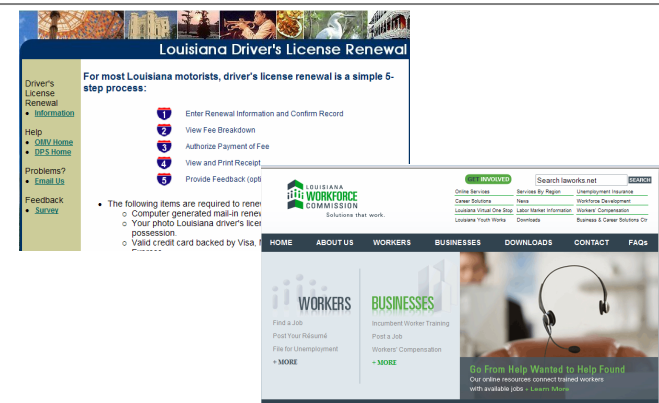 Louisiana Driver's License Renewal
Driver's
License
Renewal
• Information
Help
• OMV Home
• DPS Home
Problems?
• Email Us
Feedback
• Survey
For most Louisiana motorists, driver's license renewal is a simple 5-
step process:
1 Enter Renewal Information and Confirm Record
2 View Fee Breakdown
3 Authorize Payment of Fee
4 View and Print Receipt
5 Provide Feedback
• The following items are required to
o Computer generated mail-in
o Your photo Louisiana driver's
possession.
o Valid credit card backed by Visa,
LOUISIANA
WORKFORCE
COMMISSION
Solutions that work.
GET INVOLVED
Search laworks.net
SEARCH
Online Services Services By Region Unemployment Insurance
Career Solutions News Workforce Development
Louisiana Virtual One Stop Labor Market Information Workers' Compensation
Louisiana Youth Works Downloads Business & Career Solutions Ctr
HOME ABOUT US WORKERS BUSINESSES DOWNLOADS CONTACT FAQs
WORKERS
Find a Job
Post Your Résumé
File for Unemployment
+ MORE
BUSINESSES
Incumbent Worker Training
Post a Job
Workers' Compensation
+ MORE
Go From Help Wanted to Help Found
Our online resources connect trained workers
with available jobs » Learn More